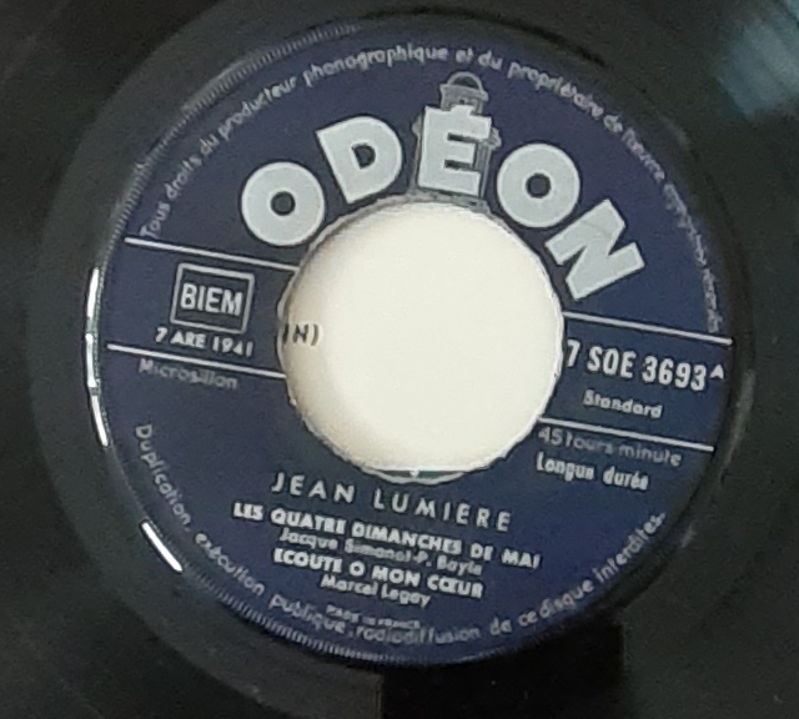 Tous droits du producteur phonographique et du propriétaire de l'œuvre réservés
ODÉON
BIEM
7 ARE 1941
IN)
Microsillon
7 SOE 3693 A
Standard
45 tours minute
Longue durée
JEAN LUMIERE
LES QUATRE DIMANCHES DE MAI
Jacque Simonot-P. Bayle
ECOUTE O MON CŒUR
Marcel Legay
MADE IN FRANCE
Duplication, exécution publique, radiodiffusion de ce disque interdites.